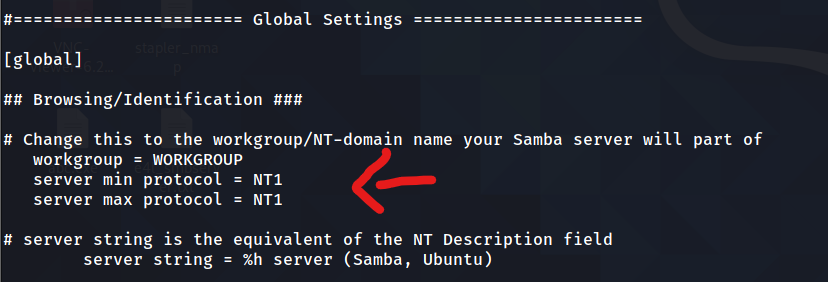 #======================= Global Settings =======================
[global]
## Browsing/Identification ###
# Change this to the workgroup/NT-domain name your Samba server will part of
workgroup = WORKGROUP
server min protocol = NT1
server max protocol = NT1
# server string is the equivalent of the NT Description field
server string = %h server (Samba, Ubuntu)